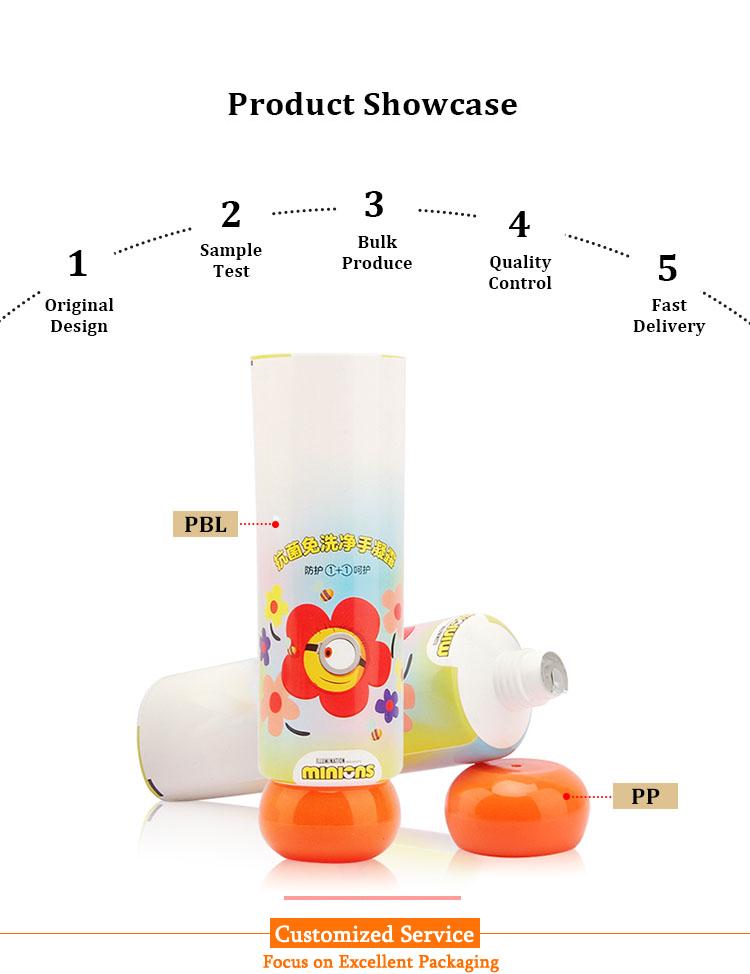 Product Showcase
1
Original
Design
2
Sample
Test
3
Bulk
Produce
4
Quality
Control
5
Fast
Delivery
PBL
抗菌免洗净手凝露
防护①+①呵护
ILLUMINATION
MINIONS
MINIONS
PP
Customized Service
Focus on Excellent Packaging